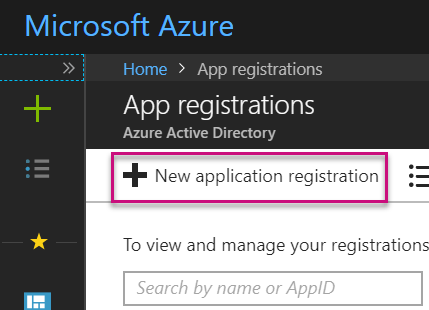 Microsoft Azure
Home > App registrations
App registrations
Azure Active Directory
New application registration
To view and manage your registrations
Search by name or AppID